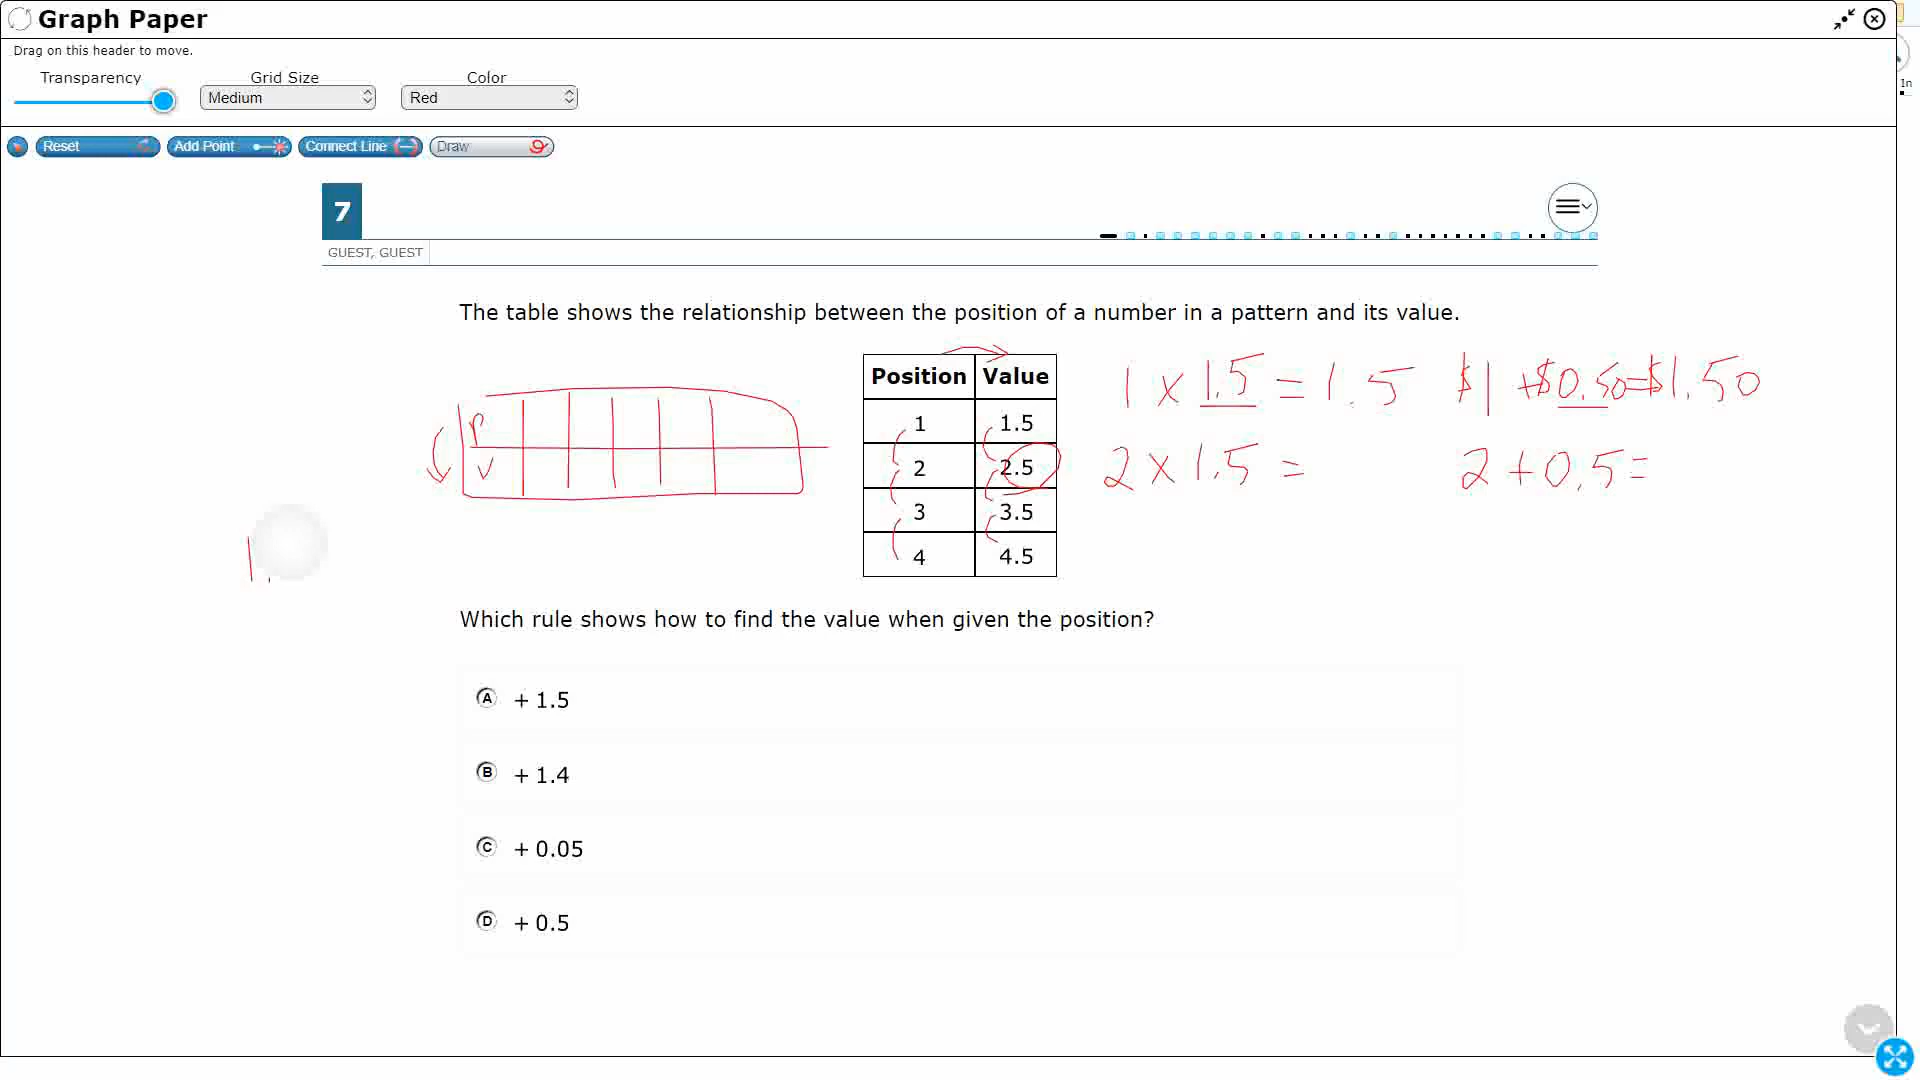 Graph Paper
Drag on this header to move.
Transparency Grid Size Color
Medium Red
Reset Add Point Connect Line Draw
In
7
GUEST, GUEST
The table shows the relationship between the position of a number in a pattern and its value.
Position Value
1 1.5
2 2.5
3 3.5
4 4.5
P
V
1 x 1.5 = 1.5 $1 + $0.50 = $1.50
2 x 1.5 = 2 + 0.5 =
1.
Which rule shows how to find the value when given the position?
A + 1.5
B + 1.4
C + 0.05
D + 0.5